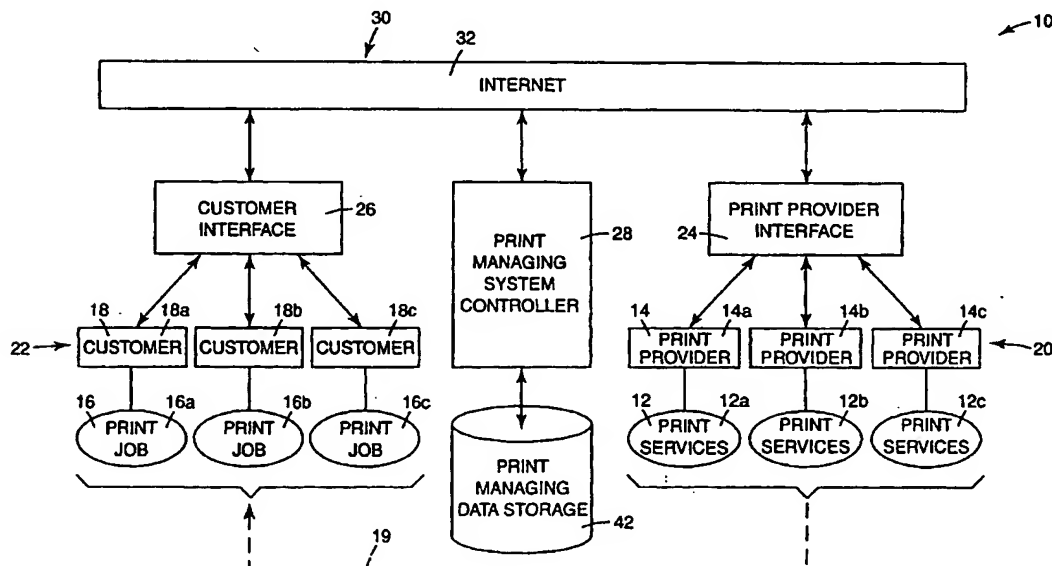 10
30
32
INTERNET
CUSTOMER
INTERFACE
26
PRINT
MANAGING
SYSTEM
CONTROLLER
28
PRINT PROVIDER
INTERFACE
24
22
18
18a
CUSTOMER
18b
CUSTOMER
18c
CUSTOMER
14
14a
PRINT
PROVIDER
14b
PRINT
PROVIDER
14c
PRINT
PROVIDER
20
16
16a
PRINT
JOB
16b
PRINT
JOB
16c
PRINT
JOB
PRINT
MANAGING
DATA STORAGE
42
12
12a
PRINT
SERVICES
12b
PRINT
SERVICES
12c
PRINT
SERVICES
19